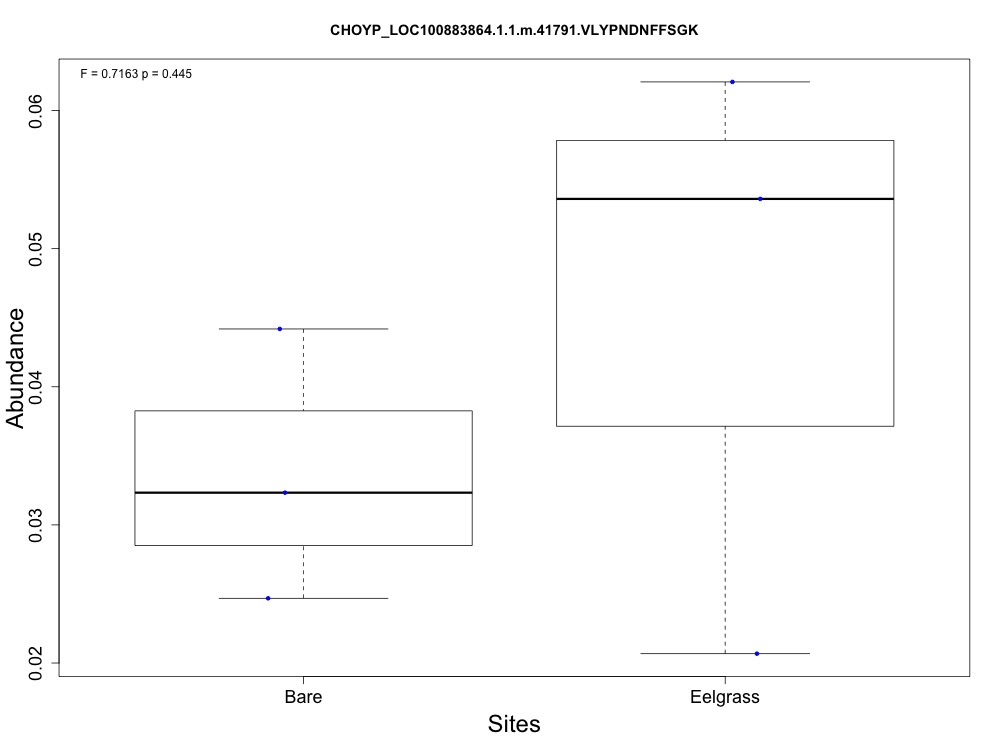 CHOYP_LOC100883864.1.1.m.41791.VLYPNDNFFSGK
F = 0.7163 p = 0.445
0.06
0.05
0.04
0.03
0.02
Abundance
Bare
Eelgrass
Sites